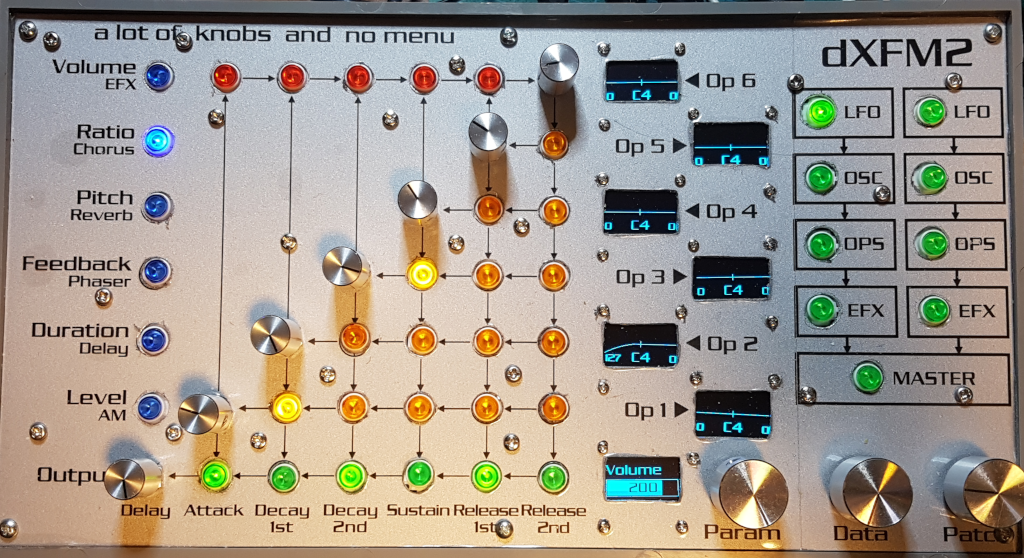 a lot of knobs and no menu
dXFM2
Volume
EFX
Ratio
Chorus
Pitch
Reverb
Feedback
Phaser
Duration
Delay
Level
AM
Output
Delay
Attack
Decay
1st
Decay
2nd
Sustain
Release
1st
Release
2nd
0 C4 0
Op 6
Op 5
0 C4 0
0 C4 0
Op 4
Op 3
0 C4 0
127 C4 0
Op 2
Op 1
0 C4 0
Volume
200
Param
Data
Patch
LFO
LFO
OSC
OSC
OPS
OPS
EFX
EFX
MASTER